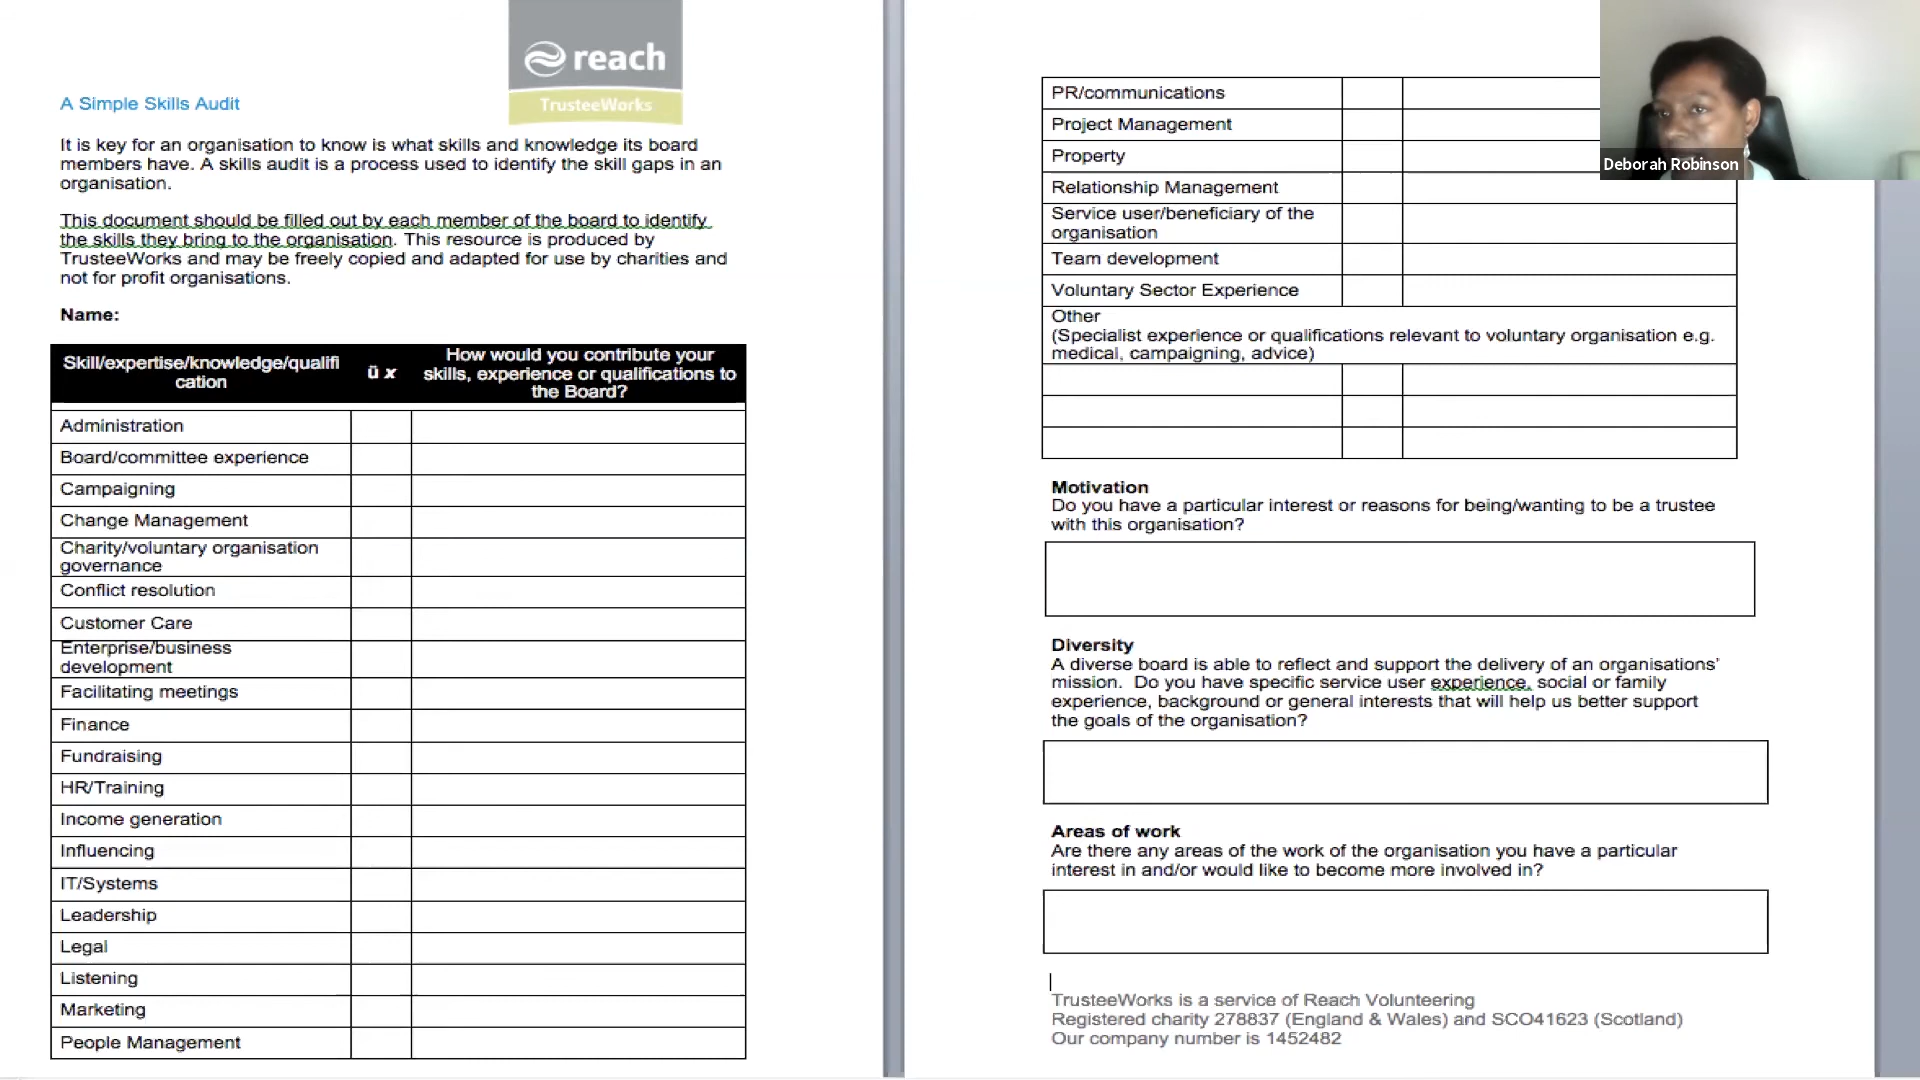 reach
TrusteeWorks
A Simple Skills Audit
It is key for an organisation to know is what skills and knowledge its board
members have. A skills audit is a process used to identify the skill gaps in an
organisation.
This document should be filled out by each member of the board to identify
the skills they bring to the organisation. This resource is produced by
TrusteeWorks and may be freely copied and adapted for use by charities and
not for profit organisations.
Name:
Skill/expertise/knowledge/qualifi
cation
ü x
How would you contribute your
skills, experience or qualifications to
the Board?
Administration
Board/committee experience
Campaigning
Change Management
Charity/voluntary organisation
governance
Conflict resolution
Customer Care
Enterprise/business
development
Facilitating meetings
Finance
Fundraising
HR/Training
Income generation
Influencing
IT/Systems
Leadership
Legal
Listening
Marketing
People Management
PR/communications
Project Management
Property
Relationship Management
Service user/beneficiary of the
organisation
Team development
Voluntary Sector Experience
Other
(Specialist experience or qualifications relevant to voluntary organisation e.g.
medical, campaigning, advice)
Motivation
Do you have a particular interest or reasons for being/wanting to be a trustee
with this organisation?
Diversity
A diverse board is able to reflect and support the delivery of an organisations'
mission.  Do you have specific service user experience, social or family
experience, background or general interests that will help us better support
the goals of the organisation?
Areas of work
Are there any areas of the work of the organisation you have a particular
interest in and/or would like to become more involved in?
TrusteeWorks is a service of Reach Volunteering
Registered charity 278837 (England & Wales) and SCO41623 (Scotland)
Our company number is 1452482
Deborah Robinson